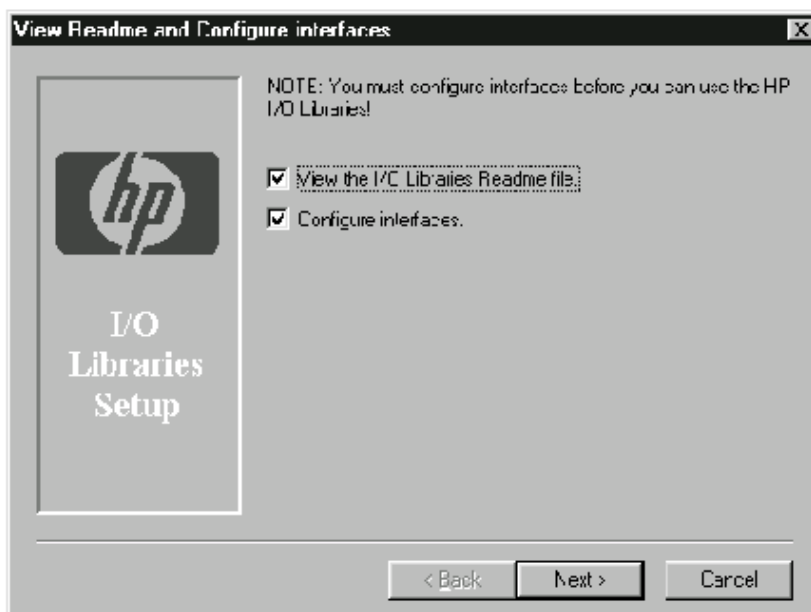 View Readme and Configure interfaces
NOTE: You must configure interfaces before you can use the HP
I/O Libraries!
View the I/O Libraries Readme file.
Configure interfaces.
hp
I/O
Libraries
Setup
< Back
Next >
Cancel